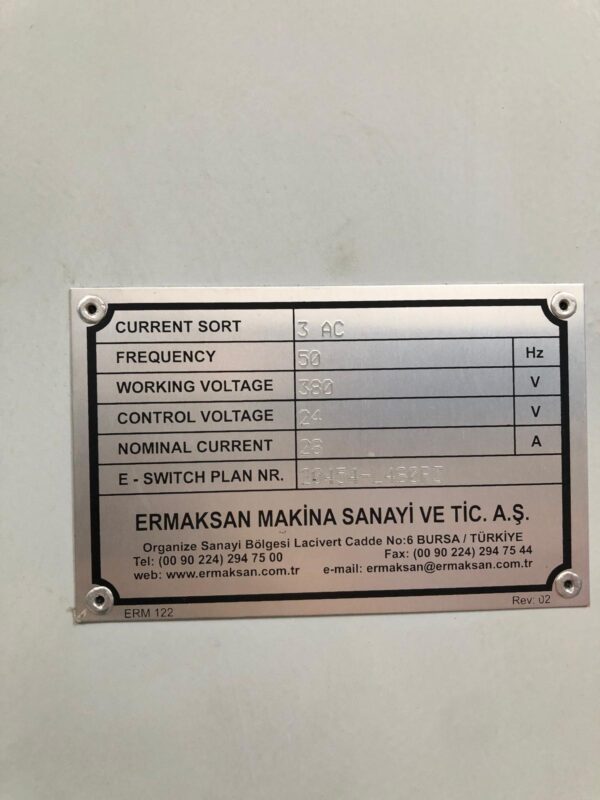 CURRENT SORT 3 AC
FREQUENCY 50 Hz
WORKING VOLTAGE 380 V
CONTROL VOLTAGE 24 V
NOMINAL CURRENT A
E - SWITCH PLAN NR.
ERMAKSAN MAKİNA SANAYİ VE TİC. A.Ş.
Organize Sanayi Bölgesi Lacivert Cadde No:6 BURSA / TÜRKİYE
Tel: (00 90 224) 294 75 00 Fax: (00 90 224) 294 75 44
web: www.ermaksan.com.tr e-mail: ermaksan@ermaksan.com.tr
ERM 122 Rev: 02